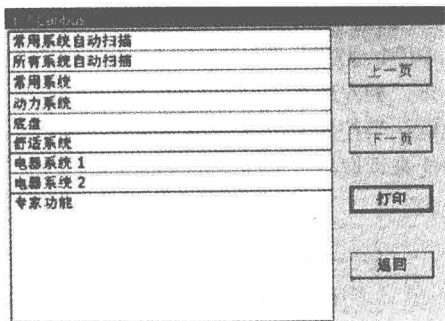 常用系统自动扫描
所有系统自动扫描
常用系统
动力系统
底盘
舒适系统
电器系统 1
电器系统 2
专家功能
上一页
下一页
打印
返回